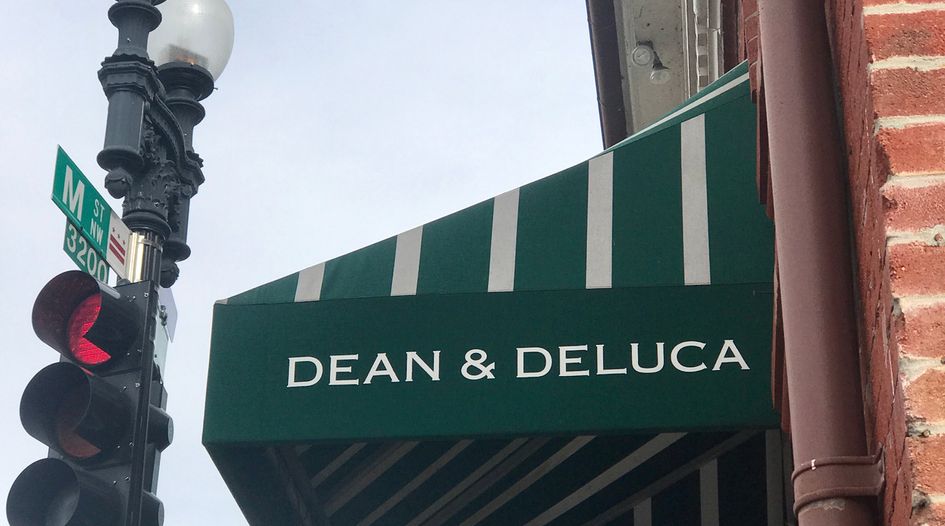 M ST NW
3200
DEAN & DELUCA